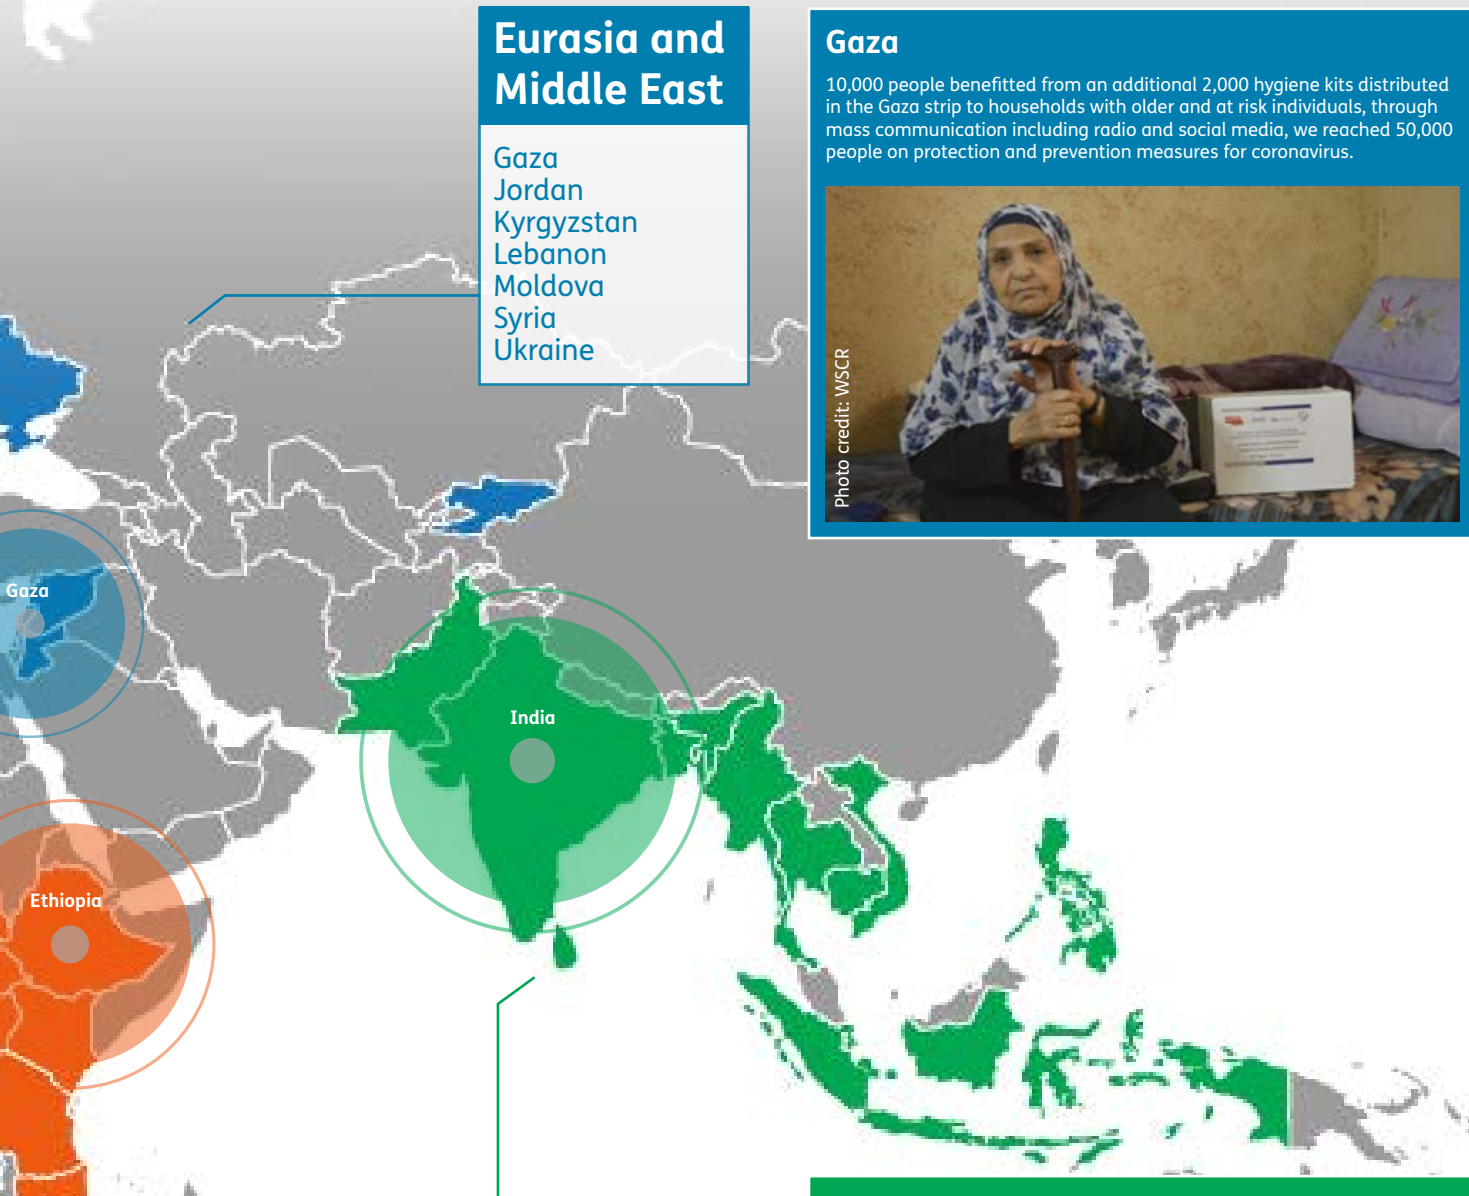 Eurasia and
Middle East
Gaza
Jordan
Kyrgyzstan
Lebanon
Moldova
Syria
Ukraine
Gaza
10,000 people benefitted from an additional 2,000 hygiene kits distributed
in the Gaza strip to households with older and at risk individuals, through
mass communication including radio and social media, we reached 50,000
people on protection and prevention measures for coronavirus.
Photo credit: WSCR
Gaza
India
Ethiopia